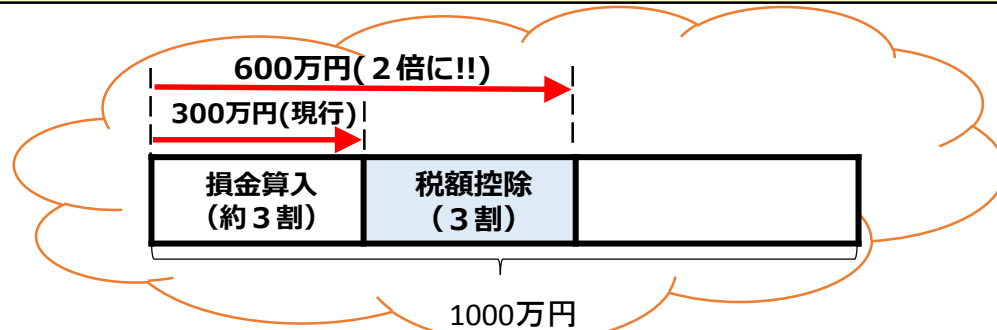 600万円(２倍に!!)
300万円(現行)
損金算入
（約３割）
税額控除
（３割）
1000万円